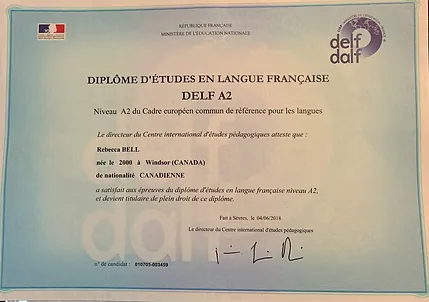 RÉPUBLIQUE FRANÇAISE
MINISTÈRE DE L'ÉDUCATION NATIONALE
delf
dalf
DIPLÔME D'ÉTUDES EN LANGUE FRANÇAISE
DELF A2
Niveau A2 du Cadre européen commun de référence pour les langues
Le directeur du Centre international d'études pédagogiques atteste que :
Rebecca BELL
née le 2000 à Windsor (CANADA)
de nationalité CANADIENNE
a satisfait aux épreuves du diplôme d'études en langue française niveau A2,
et devient titulaire de plein droit de ce diplôme.
Fait à Sèvres, le 04/06/2018
Le directeur du Centre international d'études pédagogiques
n° de candidat : 010705-003459